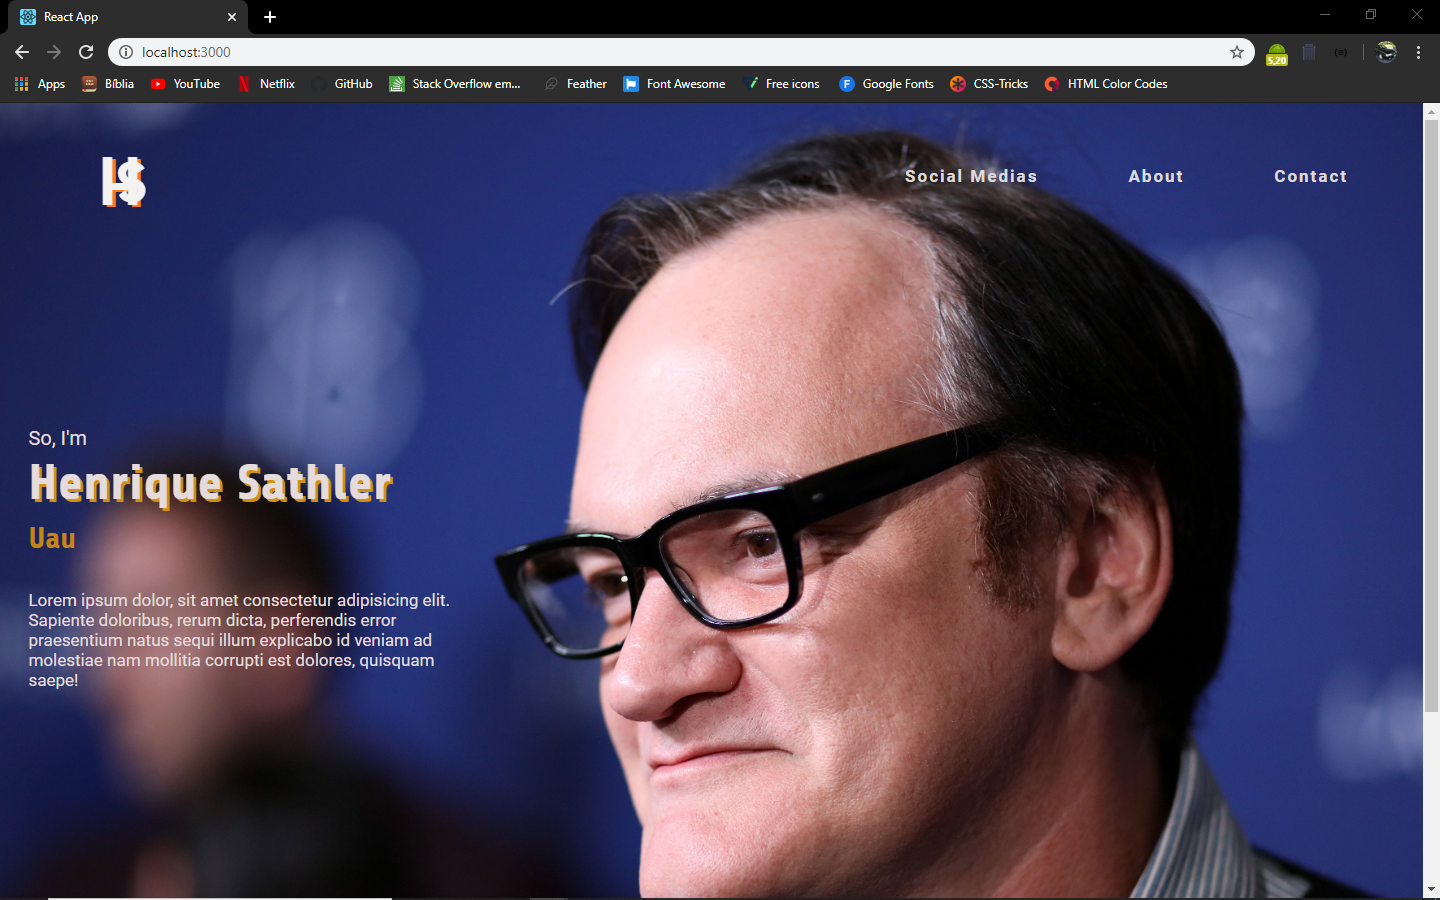 React App
localhost:3000
5,20
Apps
Bíblia
YouTube
Netflix
GitHub
Stack Overflow em...
Feather
Font Awesome
Free icons
Google Fonts
CSS-Tricks
HTML Color Codes
HS
Social Medias
About
Contact
So, I'm
Henrique Sathler
Uau
Lorem ipsum dolor, sit amet consectetur adipisicing elit.
Sapiente doloribus, rerum dicta, perferendis error
praesentium natus sequi illum explicabo id veniam ad
molestiae nam mollitia corrupti est dolores, quisquam
saepe!